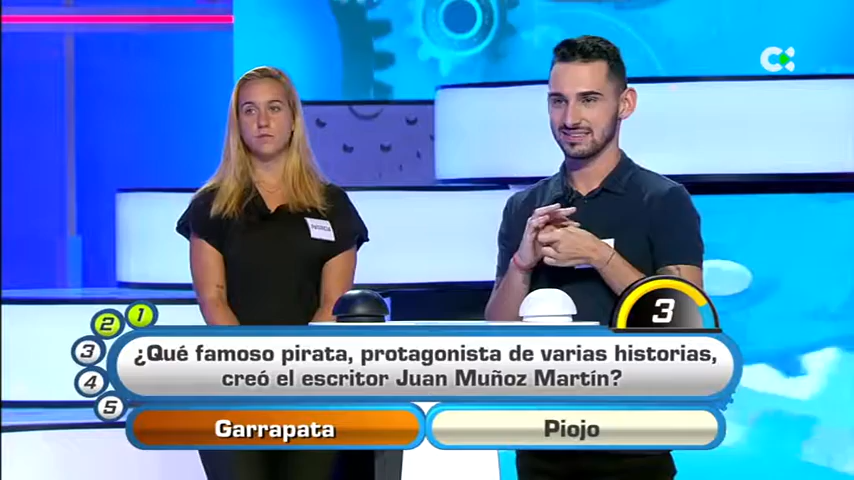 PATRICIA
3
1
2
3
4
5
¿Qué famoso pirata, protagonista de varias historias,
creó el escritor Juan Muñoz Martín?
Garrapata
Piojo